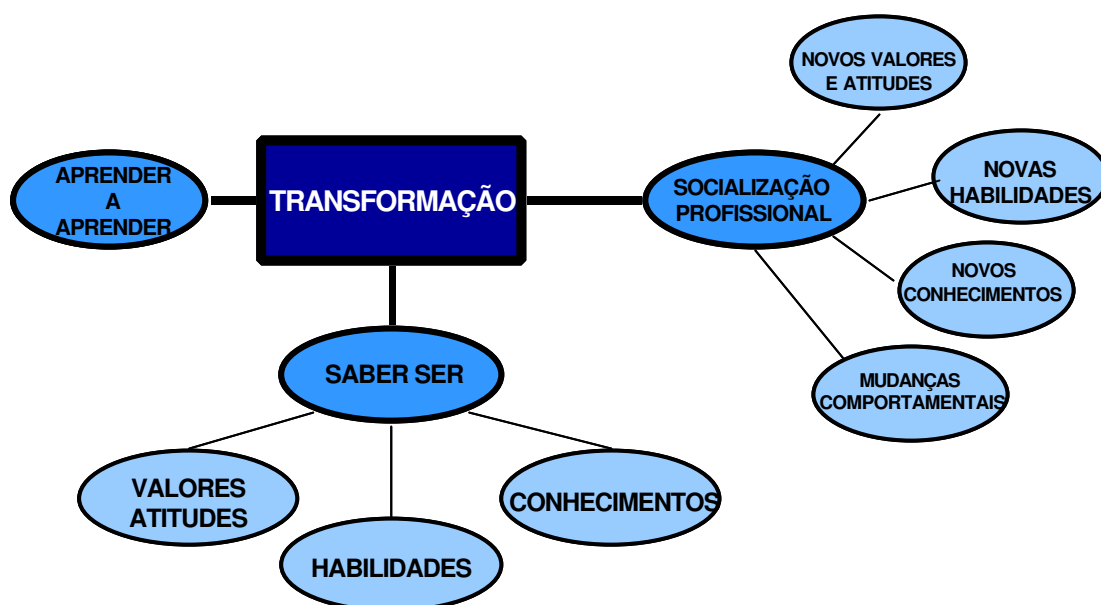 NOVOS VALORES
E ATITUDES
APRENDER
A
APRENDER
TRANSFORMAÇÃO
SOCIALIZAÇÃO
PROFISSIONAL
NOVAS
HABILIDADES
NOVOS
CONHECIMENTOS
MUDANÇAS
COMPORTAMENTAIS
SABER SER
VALORES
ATITUDES
HABILIDADES
CONHECIMENTOS